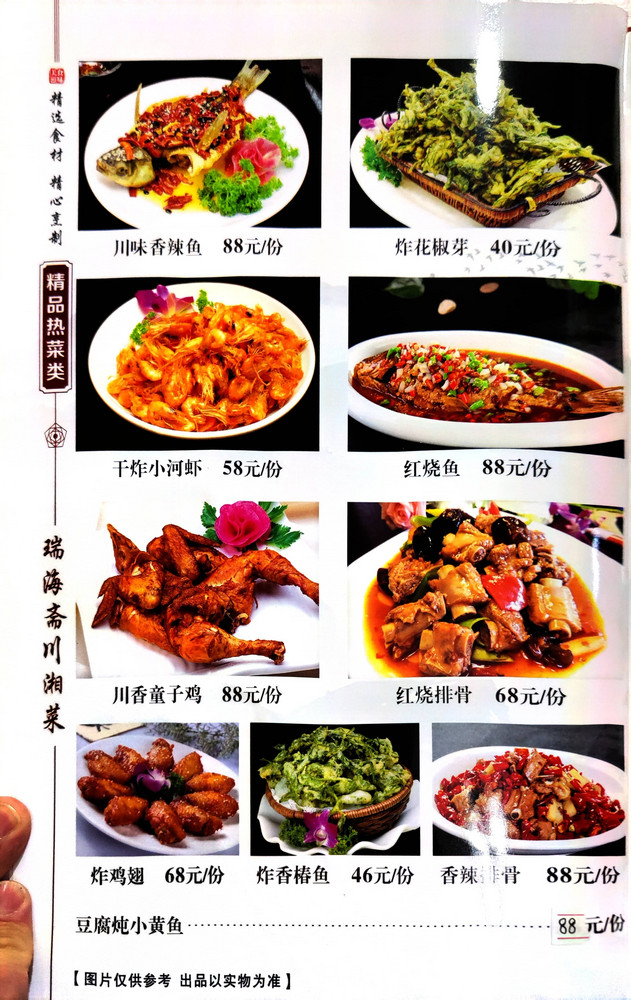 精选食材 精心烹制
精品热菜类
瑞海斋川湘菜
川味香辣鱼 88元/份
炸花椒芽 40元/份
干炸小河虾 58元/份
红烧鱼 88元/份
川香童子鸡 88元/份
红烧排骨 68元/份
炸鸡翅 68元/份
炸香椿鱼 46元/份
香辣排骨 88元/份
豆腐炖小黄鱼 88元/份
【图片仅供参考 出品以实物为准】